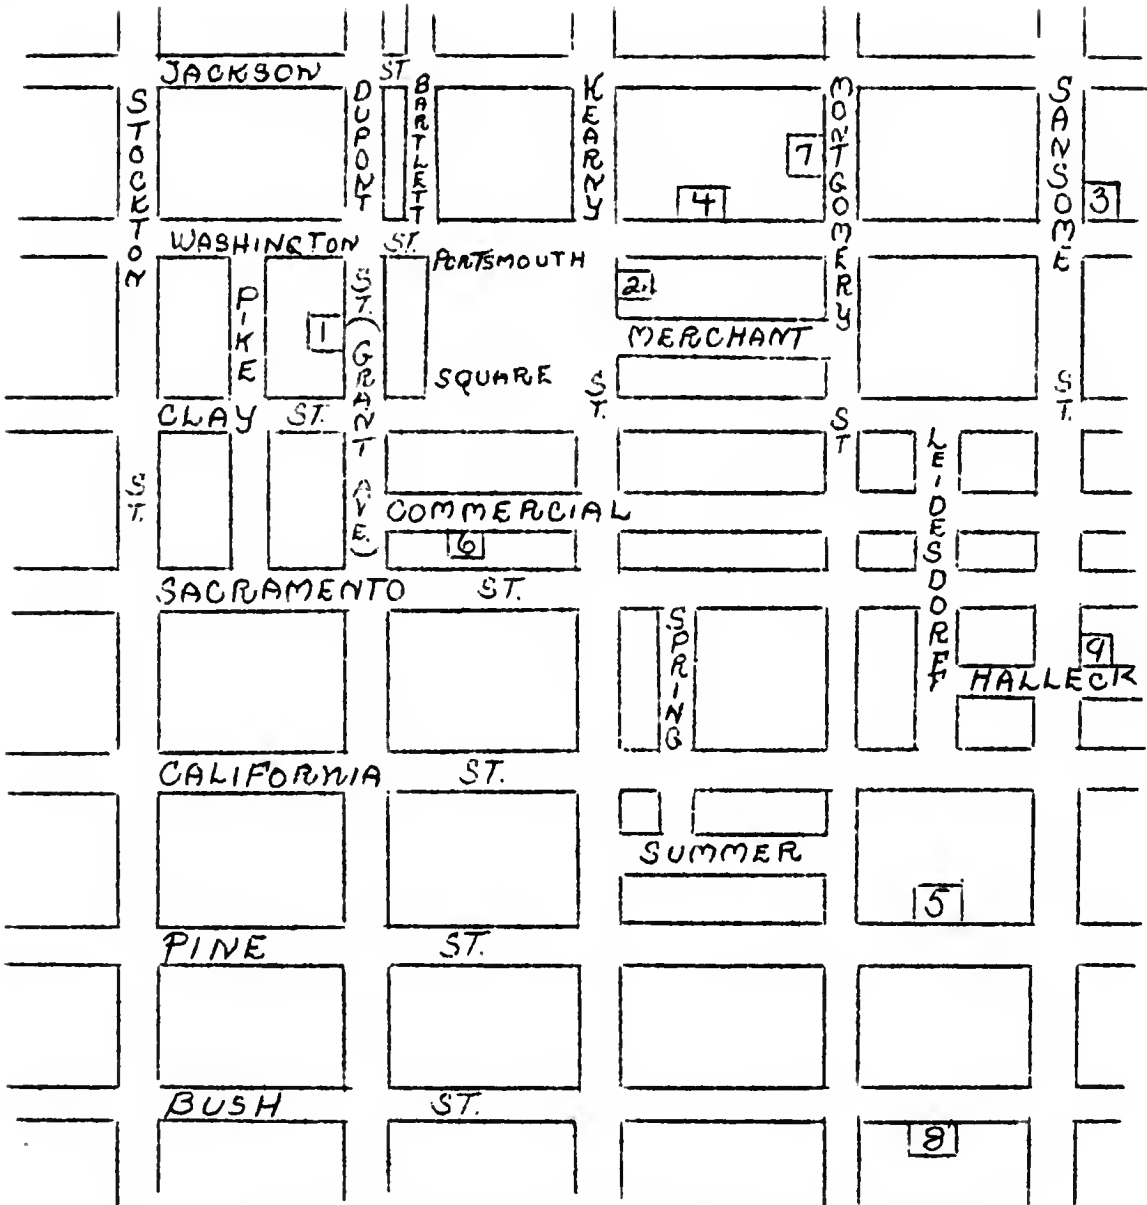 JACKSON ST
STOCKTON ST.
DUPONT ST. (GRANT AVE.)
BARTLETT
KEARNY ST.
MONTGOMERY ST
SANSOME ST.
7
4
3
WASHINGTON ST.
PORTSMOUTH
SQUARE
PIKE
1
2.
MERCHANT
CLAY ST.
LEIDESDORFF
COMMERCIAL
6
SACRAMENTO ST.
SPRING
9
HALLECK
CALIFORNIA ST.
SUMMER
5
PINE ST.
BUSH ST.
8